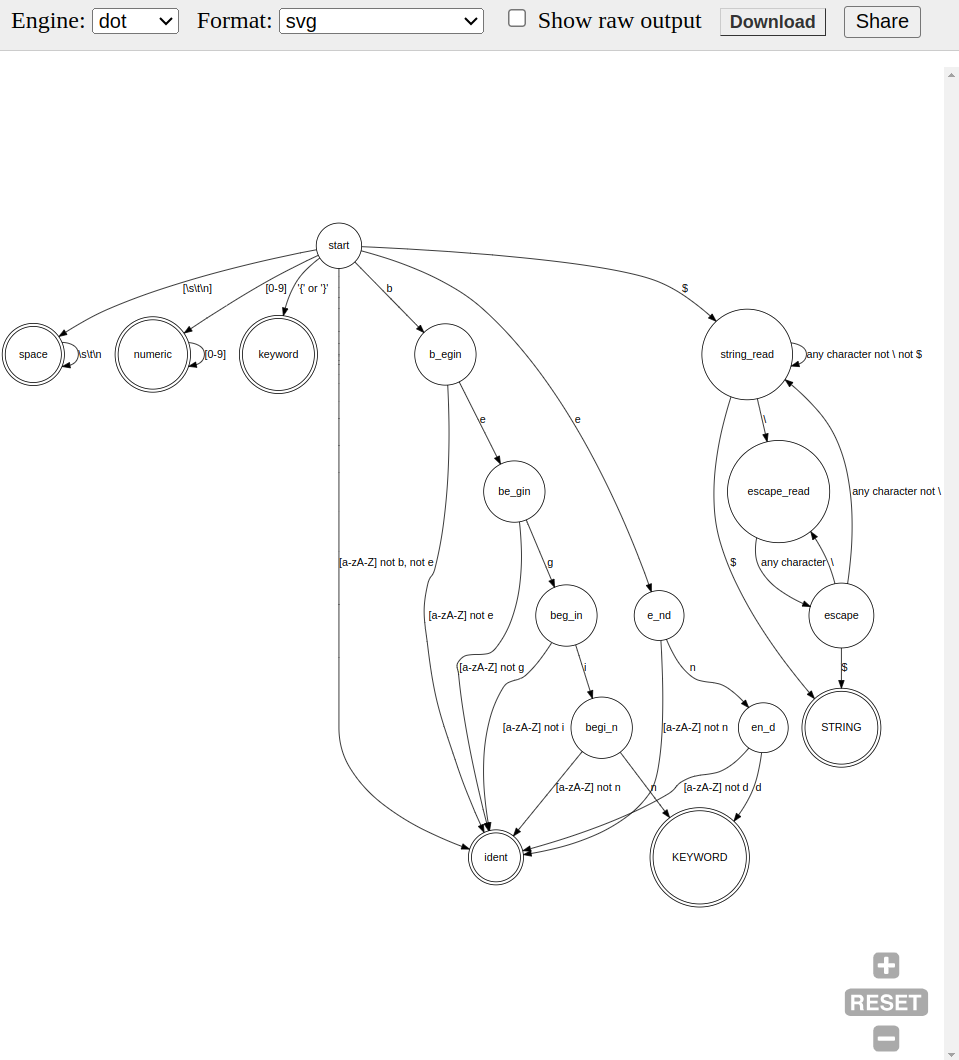 Engine: dot Format: svg Show raw output Download Share
start
[\s\t\n] [0-9] '{' or '}' b $
space \s\t\n numeric [0-9] keyword b_egin string_read any character not \ not $
e e \
be_gin escape_read any character not \
[a-zA-Z] not b, not e g $ any character \
[a-zA-Z] not e beg_in e_nd escape
[a-zA-Z] not g i n $
[a-zA-Z] not i begi_n [a-zA-Z] not n en_d STRING
[a-zA-Z] not n n [a-zA-Z] not d d
ident KEYWORD
RESET